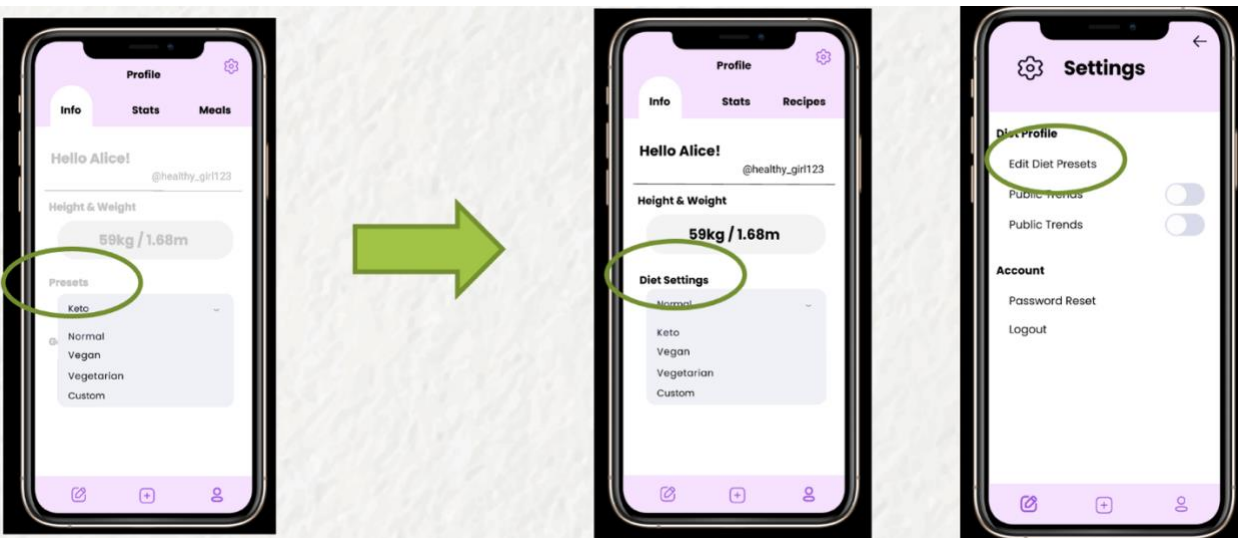 Profile
Info Stats Meals
Hello Alice!
@healthy_girl123
Height & Weight
59kg / 1.68m
Presets
Keto
Normal
Vegan
Vegetarian
Custom
Profile
Info Stats Recipes
Hello Alice!
@healthy_girl123
Height & Weight
59kg / 1.68m
Diet Settings
Normal
Keto
Vegan
Vegetarian
Custom
Settings
Diet Profile
Edit Diet Presets
Public Trends
Public Trends
Account
Password Reset
Logout